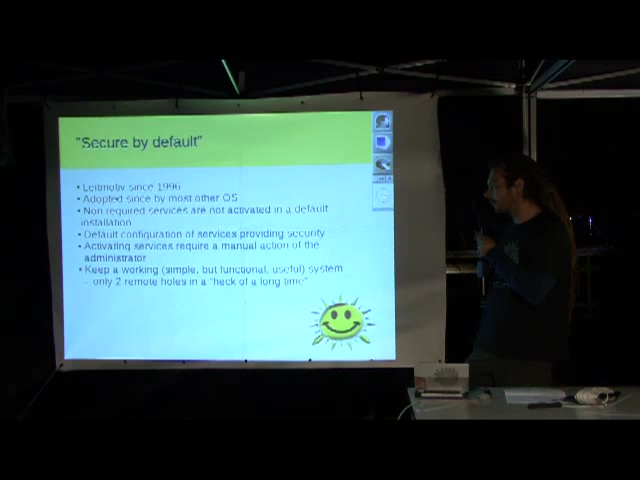 "Secure by default"
• Leitmotiv since 1996
• Adopted since by most other OS
• Non required services are not activated in a default
installation
• Default configuration of services providing security
• Activating services require a manual action of the
administrator
• Keep a working (simple, but functional, useful) system
– only 2 remote holes in a "heck of a long time"